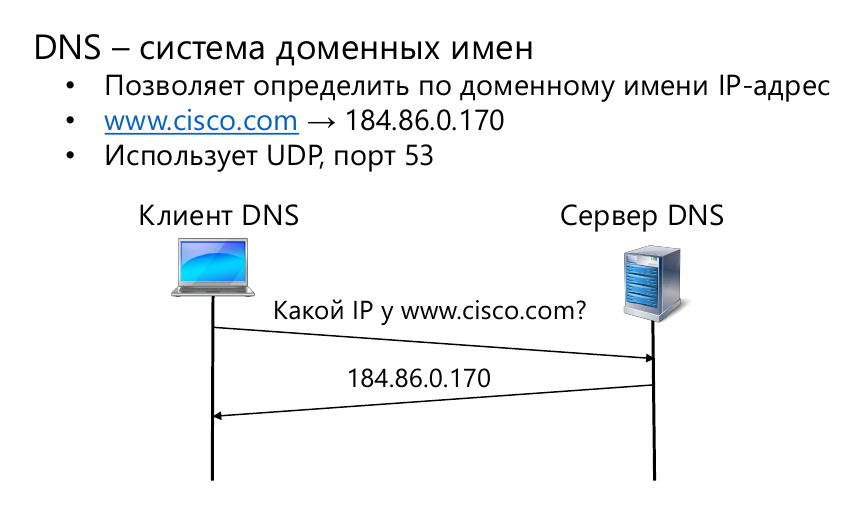 DNS – система доменных имен
• Позволяет определить по доменному имени IP-адрес
• www.cisco.com → 184.86.0.170
• Использует UDP, порт 53
Клиент DNS
Сервер DNS
Какой IP у www.cisco.com?
184.86.0.170